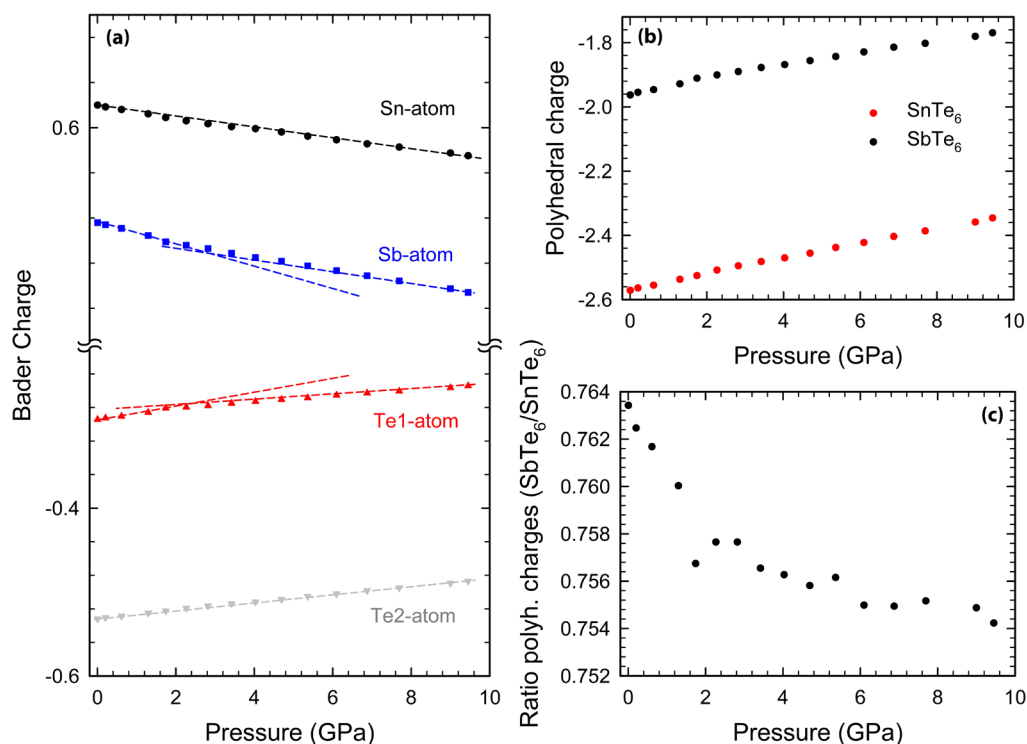 (a)
Sn-atom
0.6
Sb-atom
Bader Charge
Te1-atom
-0.4
Te2-atom
-0.6
0 2 4 6 8 10
Pressure (GPa)
(b)
-1.8
-2.0
-2.2
-2.4
-2.6
Polyhedral charge
SnTe₆
SbTe₆
0 2 4 6 8 10
Pressure (GPa)
(c)
0.764
0.762
0.760
0.758
0.756
0.754
0.752
Ratio polyh. charges (SbTe₆/SnTe₆)
0 2 4 6 8 10
Pressure (GPa)